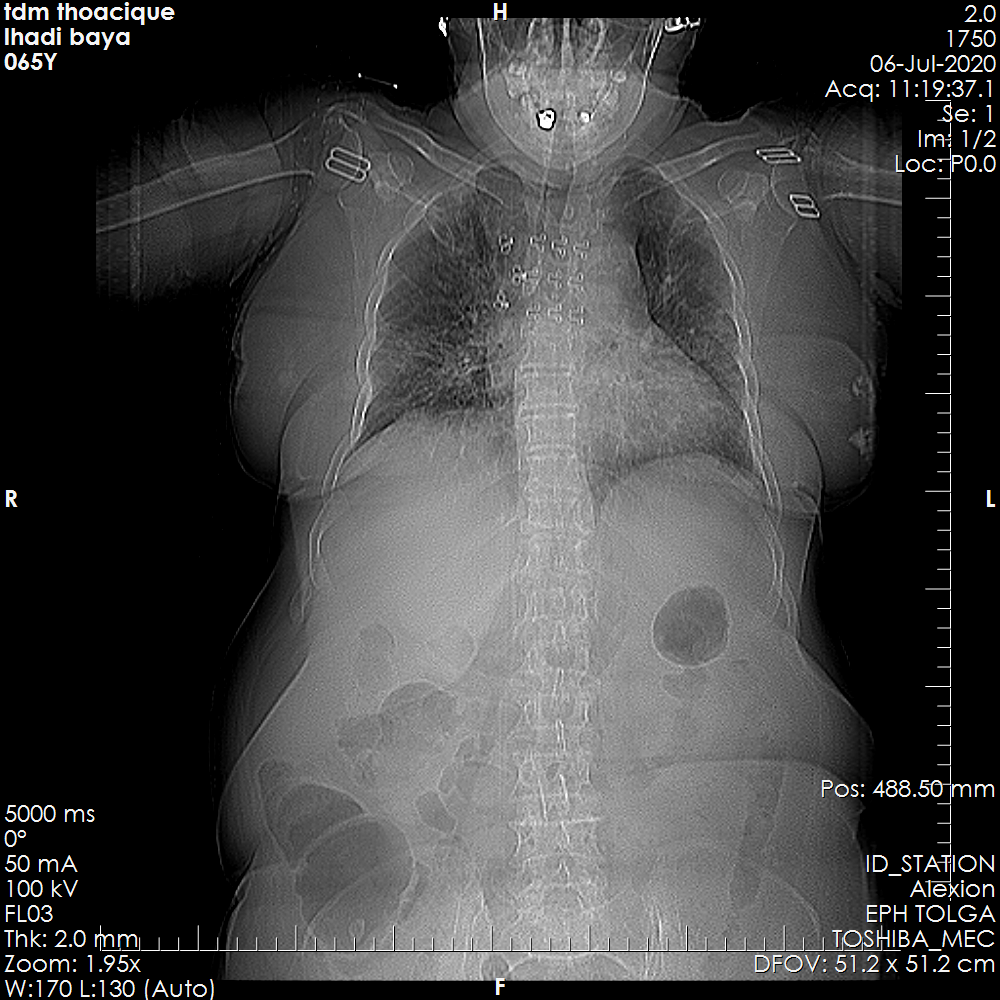 tdm thoacique
lhadi baya
065Y
H
2.0
1750
06-Jul-2020
Acq: 11:19:37.1
Se: 1
Im: 1/2
Loc: P0.0
R
L
Pos: 488.50 mm
5000 ms
0°
50 mA
100 kV
FL03
Thk: 2.0 mm
Zoom: 1.95x
W:170 L:130 (Auto)
F
ID_STATION
Alexion
EPH TOLGA
TOSHIBA_MEC
DFOV: 51.2 x 51.2 cm